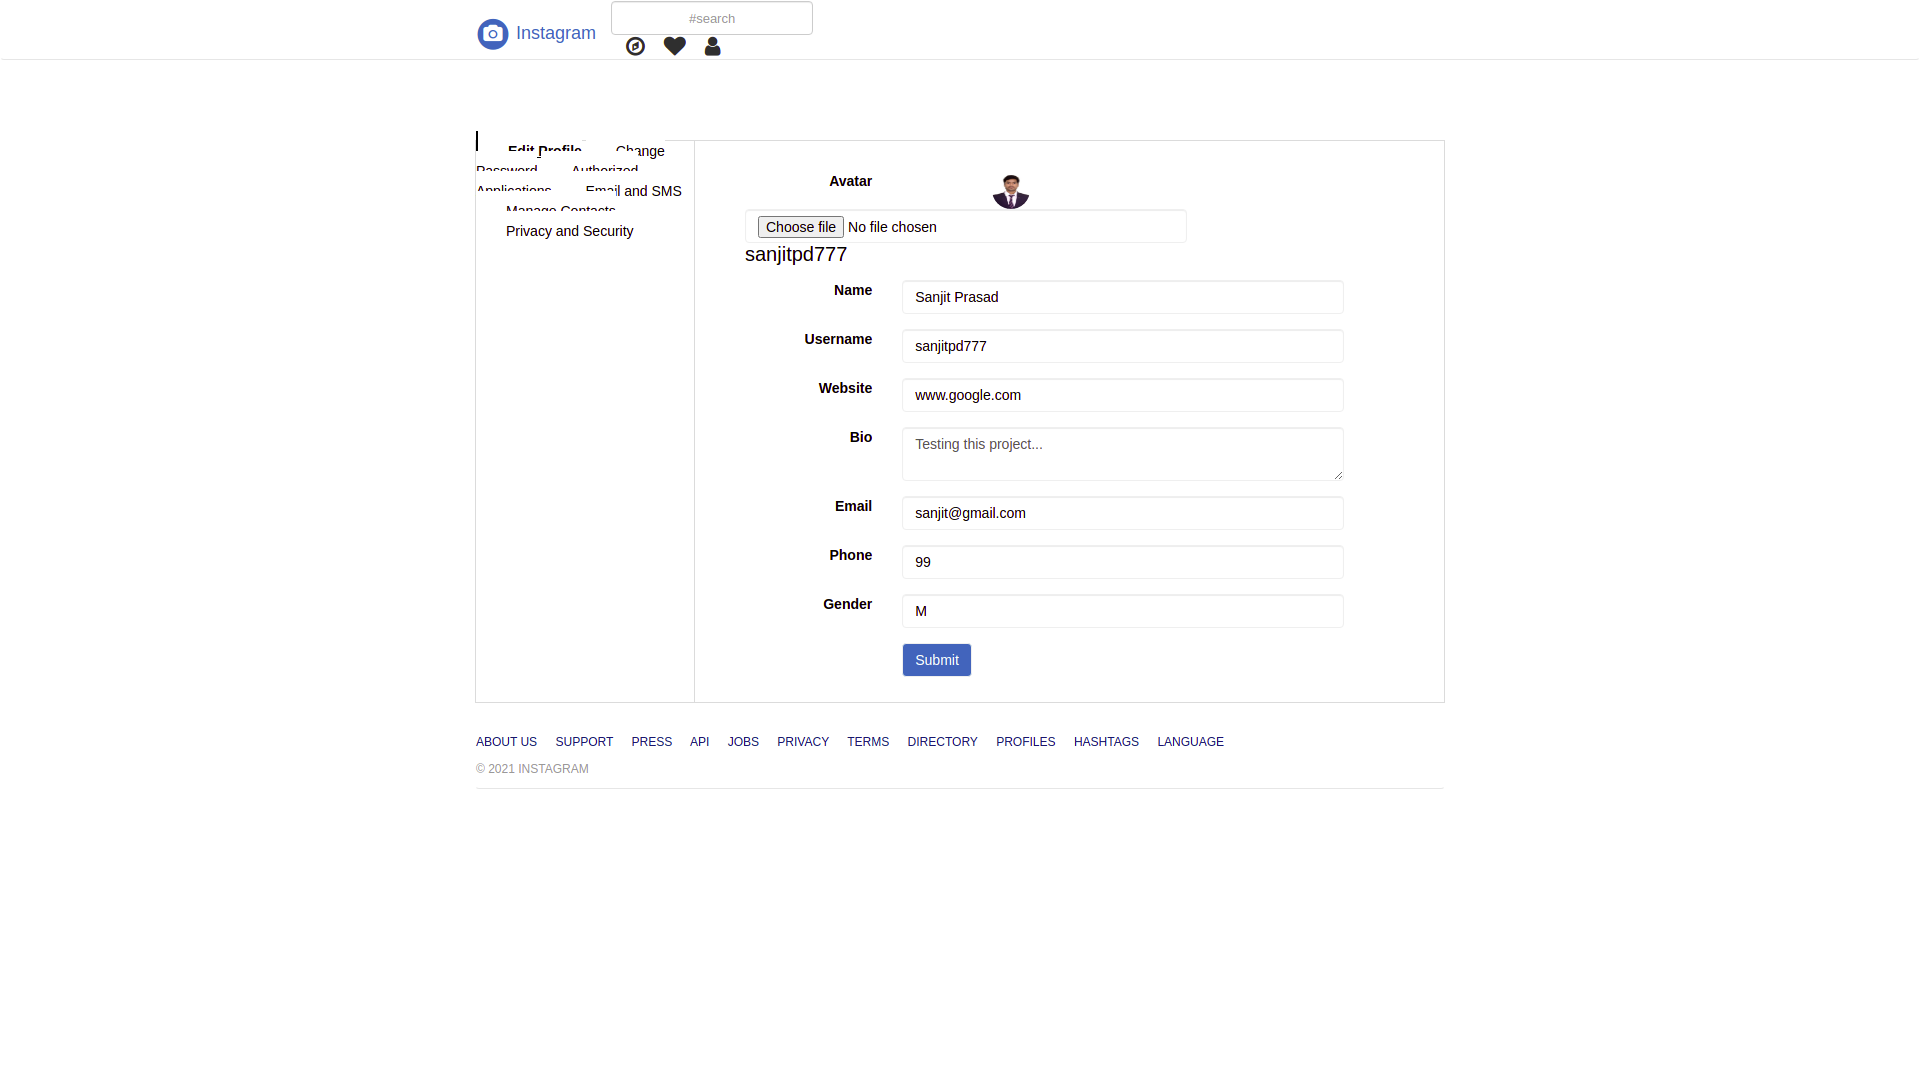 Instagram
#search
Edit Profile
Change
Password
Authorized
Applications
Email and SMS
Manage Contacts
Privacy and Security
Avatar
Choose file No file chosen
sanjitpd777
Name Sanjit Prasad
Username sanjitpd777
Website www.google.com
Bio Testing this project...
Email sanjit@gmail.com
Phone 99
Gender M
Submit
ABOUT US SUPPORT PRESS API JOBS PRIVACY TERMS DIRECTORY PROFILES HASHTAGS LANGUAGE
© 2021 INSTAGRAM